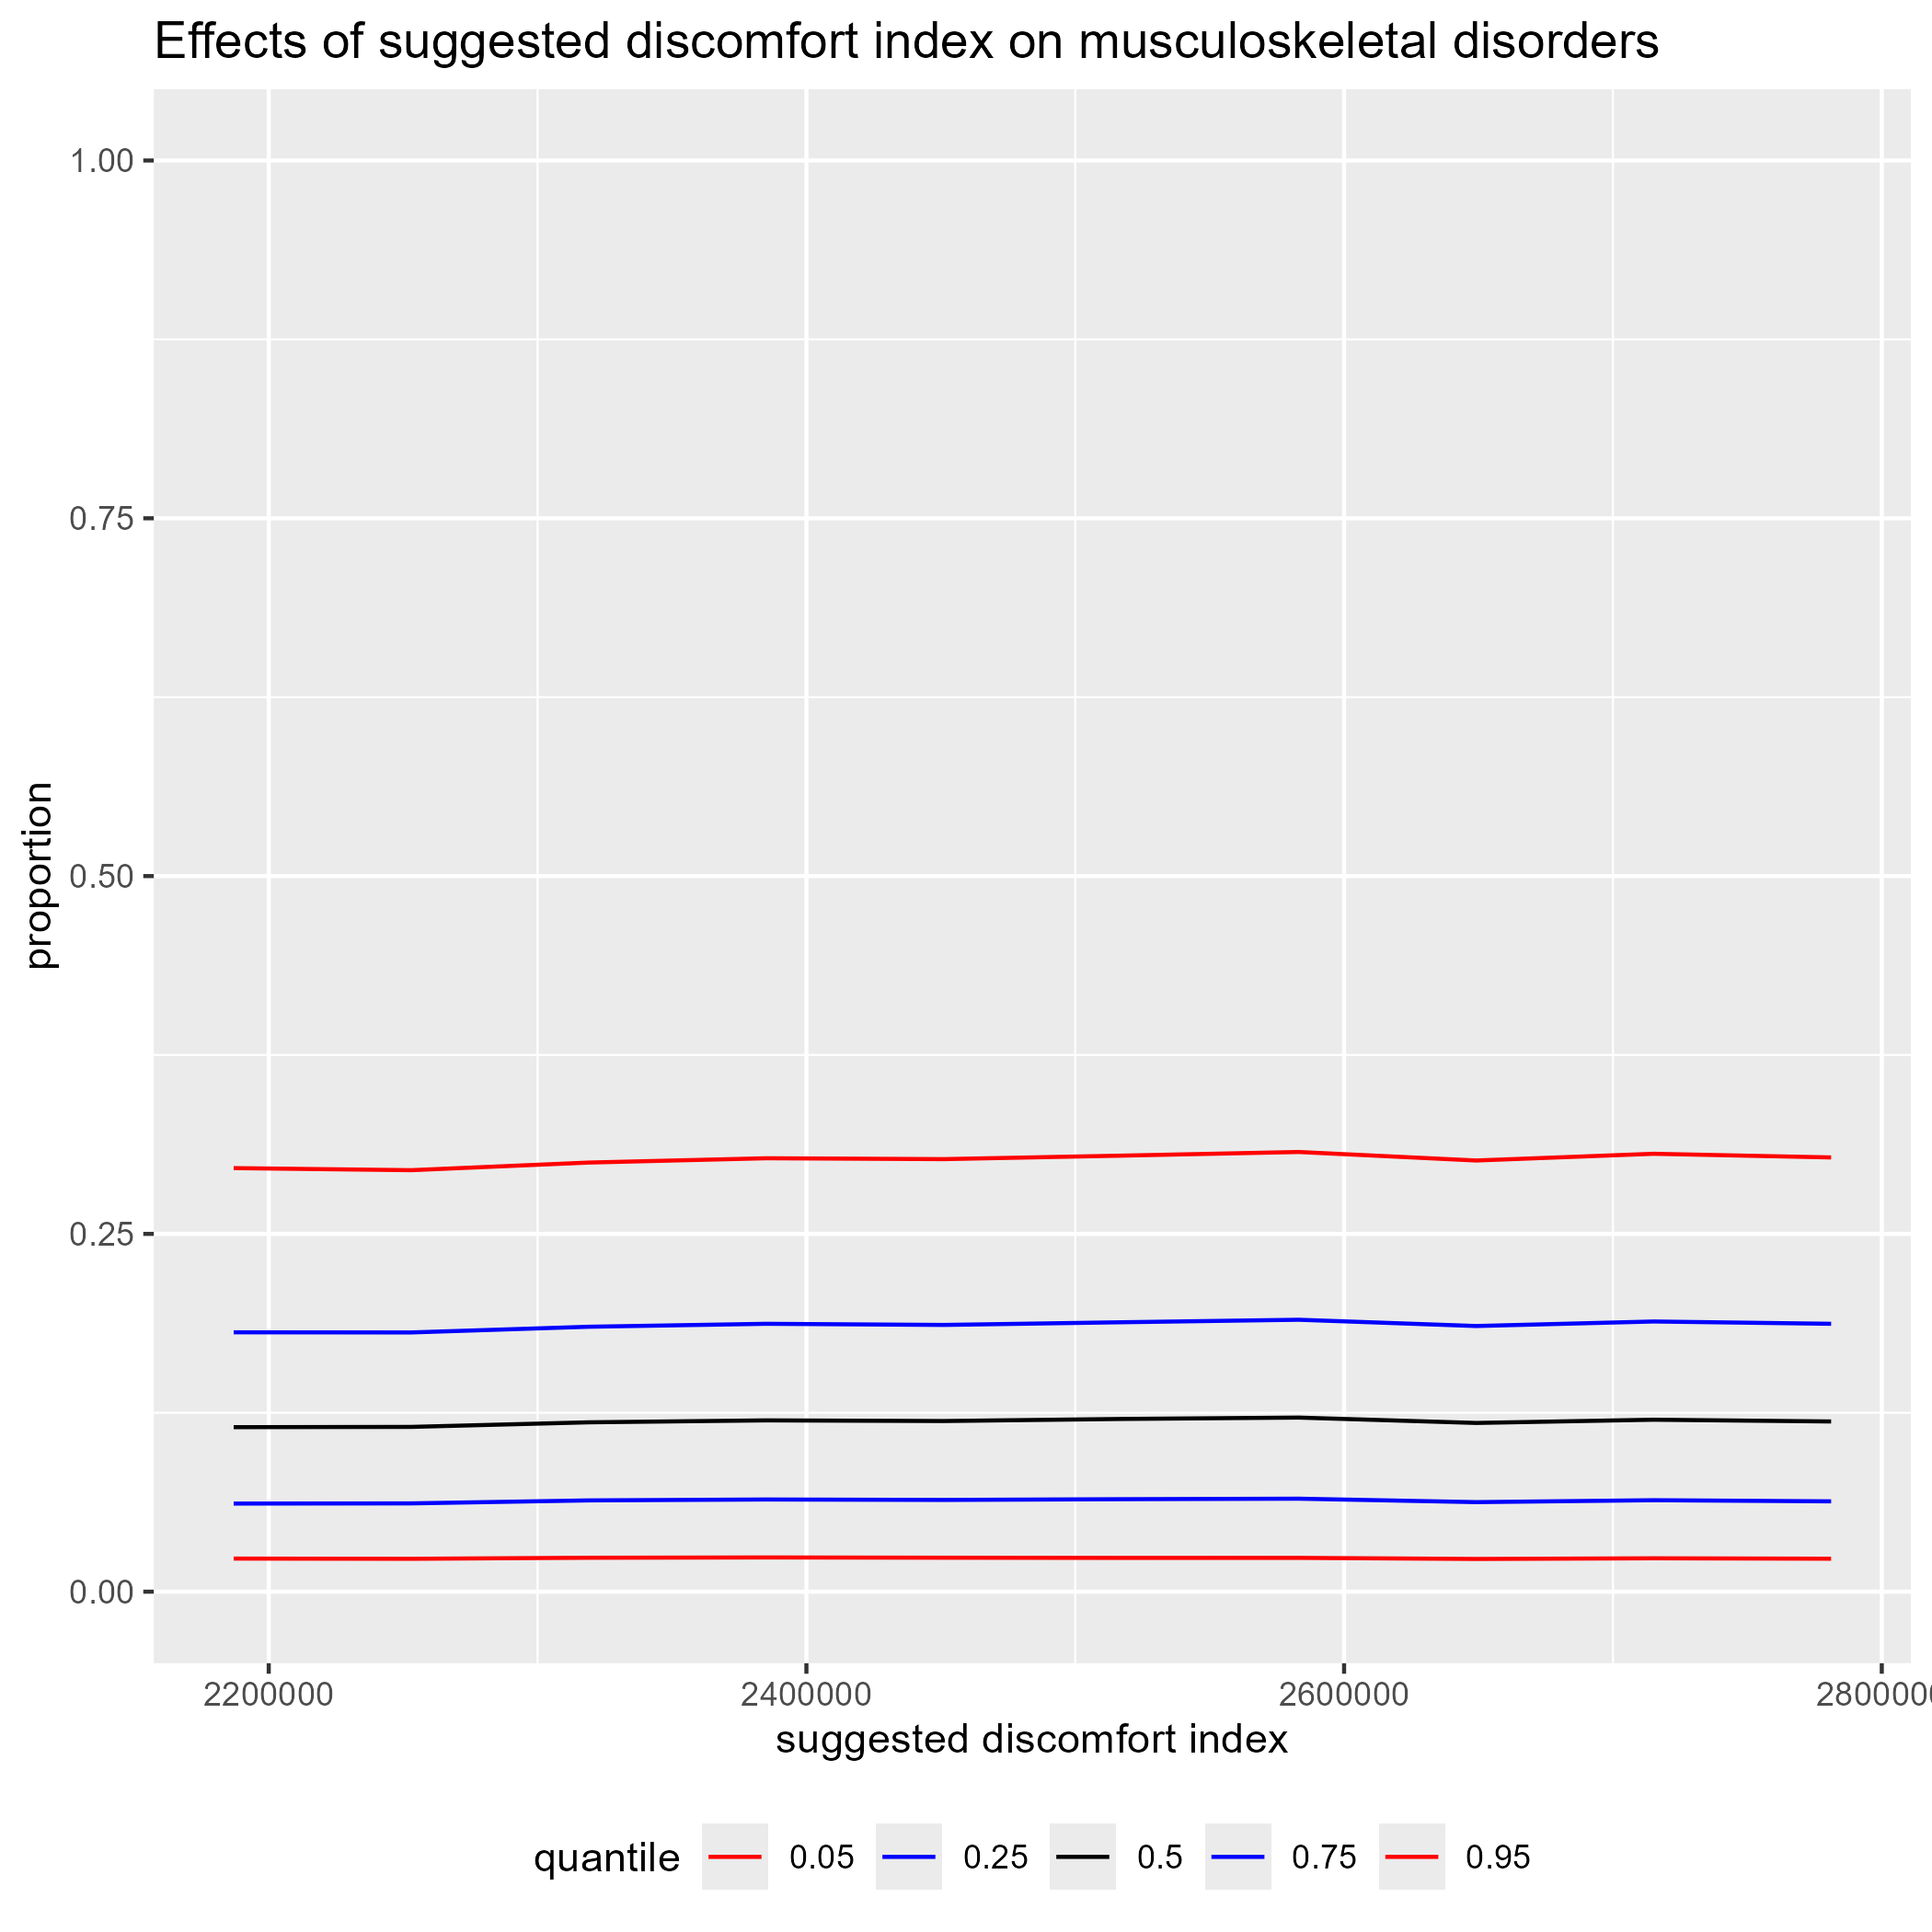 Effects of suggested discomfort index on musculoskeletal disorders
1.00
0.75
0.50
0.25
0.00
proportion
2200000 2400000 2600000 280000
suggested discomfort index
quantile 0.05 0.25 0.5 0.75 0.95